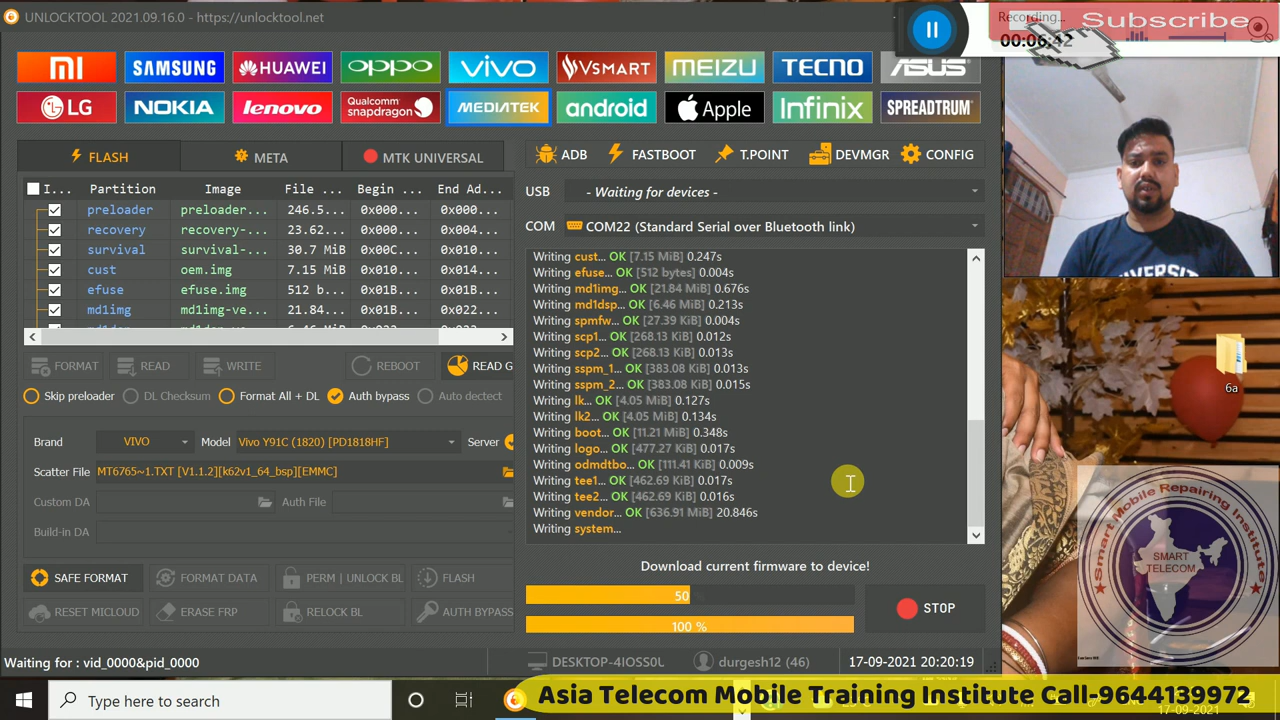 UNLOCKTOOL 2021.09.16.0 - https://unlocktool.net
Recording...
Subscribe
00:06:42
MI SAMSUNG HUAWEI OPPO vivo VSMART MEIZU TECNO ASUS
LG NOKIA lenovo Qualcomm snapdragon MEDIATEK android Apple Infinix SPREADTRUM
FLASH META MTK UNIVERSAL
ADB FASTBOOT T.POINT DEVMGR CONFIG
I... Partition Image File ... Begin ... End Ad...
preloader preloader... 246.5... 0x000... 0x000...
recovery recovery-... 23.62... 0x000... 0x004...
survival survival-... 30.7 MiB 0x00C... 0x010...
cust oem.img 7.15 MiB 0x010... 0x014...
efuse efuse.img 512 b... 0x01B... 0x01B...
md1img md1img-ve... 21.84... 0x01B... 0x022...
USB - Waiting for devices -
COM COM22 (Standard Serial over Bluetooth link)
Writing cust... OK [7.15 MiB] 0.247s
Writing efuse... OK [512 bytes] 0.004s
Writing md1img... OK [21.84 MiB] 0.676s
Writing md1dsp... OK [6.46 MiB] 0.213s
Writing spmfw... OK [27.39 KiB] 0.004s
Writing scp1... OK [268.13 KiB] 0.012s
Writing scp2... OK [268.13 KiB] 0.013s
Writing sspm_1... OK [383.08 KiB] 0.013s
Writing sspm_2... OK [383.08 KiB] 0.015s
Writing lk... OK [4.05 MiB] 0.127s
Writing lk2... OK [4.05 MiB] 0.134s
Writing boot... OK [11.21 MiB] 0.348s
Writing logo... OK [477.27 KiB] 0.017s
Writing odmdtbo... OK [111.41 KiB] 0.009s
Writing tee1... OK [462.69 KiB] 0.017s
Writing tee2... OK [462.69 KiB] 0.016s
Writing vendor... OK [636.91 MiB] 20.846s
Writing system...
FORMAT READ WRITE REBOOT READ G
Skip preloader DL Checksum Format All + DL Auth bypass Auto dectect
Brand VIVO Model Vivo Y91C (1820) [PD1818HF] Server
Scatter File MT6765~1.TXT [V1.1.2][k62v1_64_bsp][EMMC]
Custom DA Auth File
Build-in DA
SAFE FORMAT FORMAT DATA PERM | UNLOCK BL FLASH
RESET MICLOUD ERASE FRP RELOCK BL AUTH BYPASS
Download current firmware to device!
50
100 %
STOP
Waiting for : vid_0000&pid_0000
DESKTOP-4IOSS0U
durgesh12 (46)
17-09-2021 20:20:19
UNIVERSITY
6a
SMART
TELECOM
Type here to search
Asia Telecom Mobile Training Institute Call-9644139972
17-09-2021